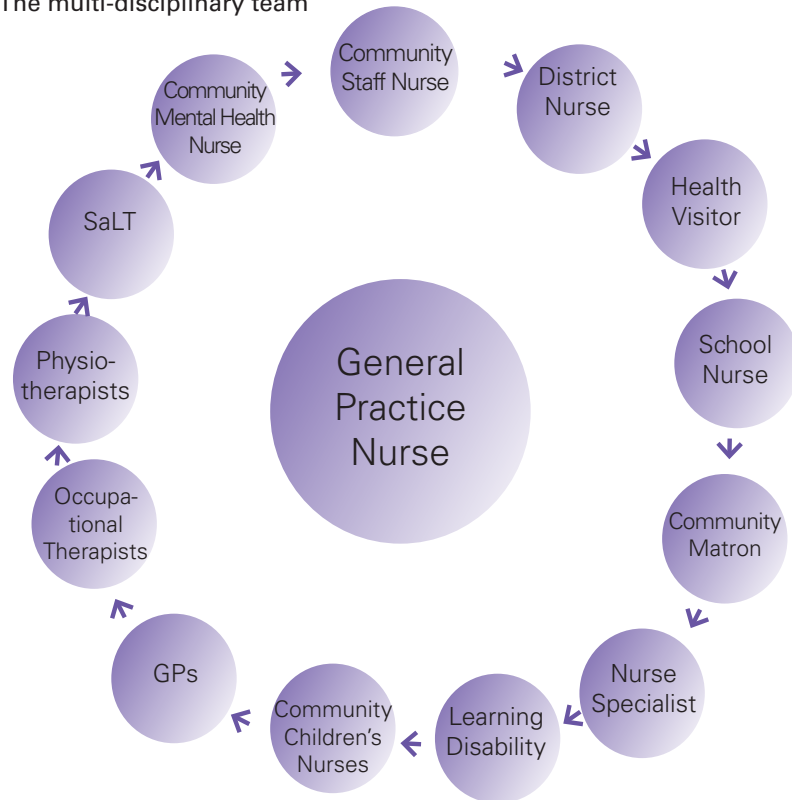 The multi-disciplinary team
Community
Staff Nurse
District
Nurse
Health
Visitor
School
Nurse
Community
Matron
Nurse
Specialist
Learning
Disability
Community
Children's
Nurses
GPs
Occupa-
tional
Therapists
Physio-
therapists
SaLT
Community
Mental Health
Nurse
General
Practice
Nurse